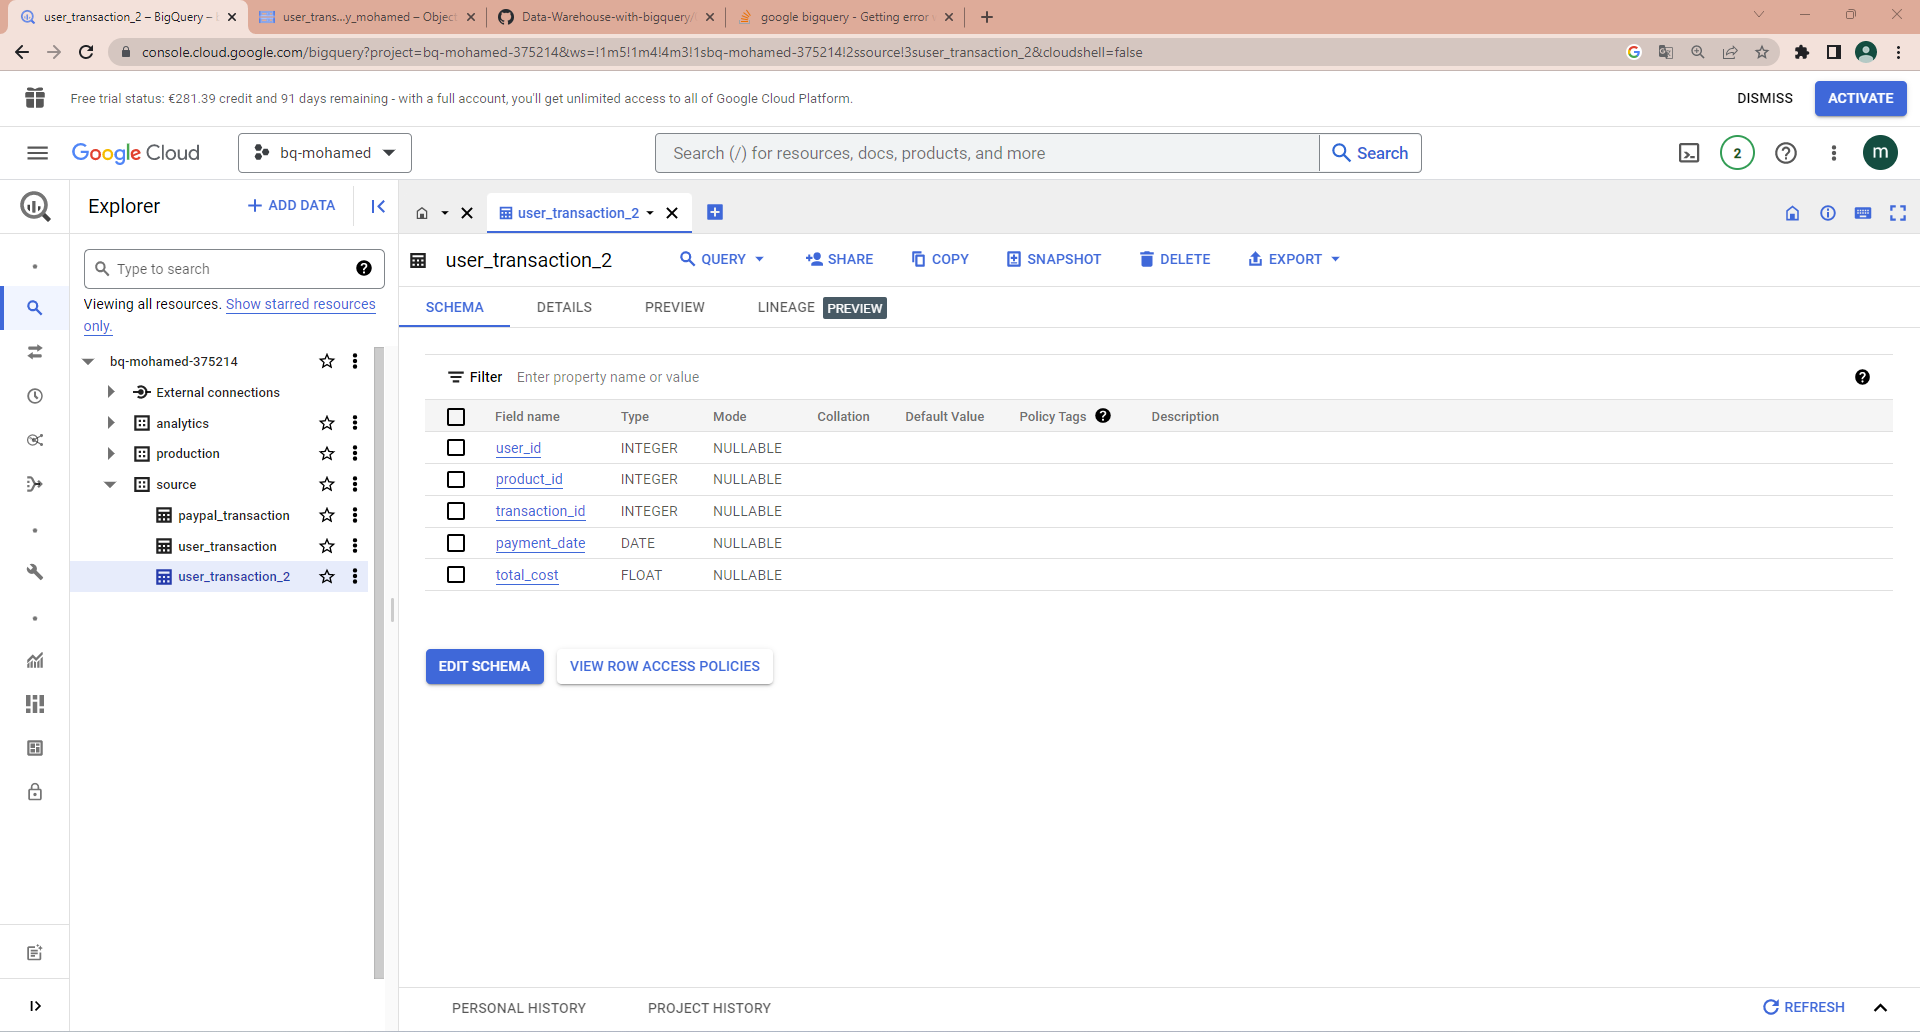 user_transaction_2 – BigQuery –
user_trans...y_mohamed – Objec
Data-Warehouse-with-bigquery/
google bigquery - Getting error
console.cloud.google.com/bigquery?project=bq-mohamed-375214&ws=!1m5!1m4!4m3!1sbq-mohamed-375214!2ssource!3suser_transaction_2&cloudshell=false
Free trial status: €281.39 credit and 91 days remaining - with a full account, you'll get unlimited access to all of Google Cloud Platform.
DISMISS
ACTIVATE
Google Cloud
bq-mohamed
Search (/) for resources, docs, products, and more
Search
2
m
Explorer
+ ADD DATA
user_transaction_2
Type to search
Viewing all resources. Show starred resources
only.
bq-mohamed-375214
External connections
analytics
production
source
paypal_transaction
user_transaction
user_transaction_2
user_transaction_2
QUERY
SHARE
COPY
SNAPSHOT
DELETE
EXPORT
SCHEMA
DETAILS
PREVIEW
LINEAGE PREVIEW
Filter Enter property name or value
Field name Type Mode Collation Default Value Policy Tags Description
user_id INTEGER NULLABLE
product_id INTEGER NULLABLE
transaction_id INTEGER NULLABLE
payment_date DATE NULLABLE
total_cost FLOAT NULLABLE
EDIT SCHEMA
VIEW ROW ACCESS POLICIES
PERSONAL HISTORY
PROJECT HISTORY
REFRESH